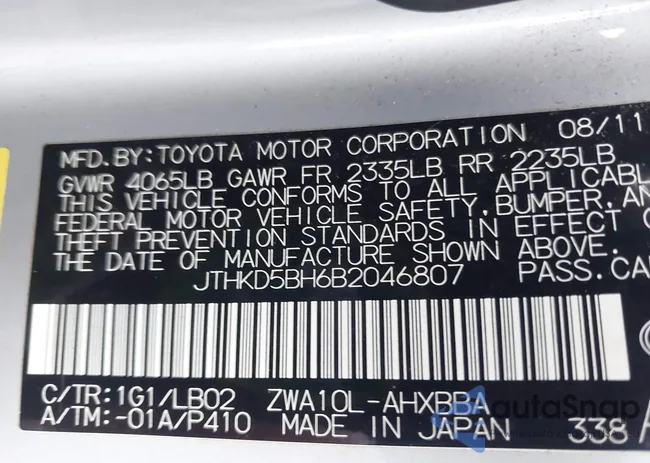 MFD. BY: TOYOTA MOTOR CORPORATION 08/11
GVWR 4065LB GAWR FR 2335LB RR 2235LB
THIS VEHICLE CONFORMS TO ALL APPLICABL
FEDERAL MOTOR VEHICLE SAFETY, BUMPER, AN
THEFT PREVENTION STANDARDS IN EFFECT O
THE DATE OF MANUFACTURE SHOWN ABOVE.
JTHKD5BH6B2046807 PASS. CA
C/TR: 1G1/LB02 ZWA10L-AHXBBA
A/TM: -01A/P410 MADE IN JAPAN 338
AutoSnap